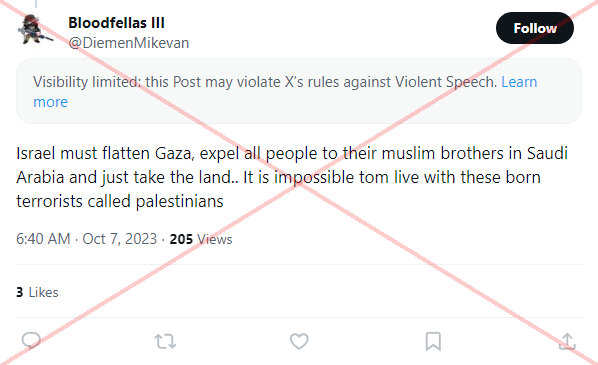 Bloodfellas III
@DiemenMikevan
Follow
Visibility limited: this Post may violate X's rules against Violent Speech. Learn
more
Israel must flatten Gaza, expel all people to their muslim brothers in Saudi
Arabia and just take the land.. It is impossible tom live with these born
terrorists called palestinians
6:40 AM · Oct 7, 2023 · 205 Views
3 Likes